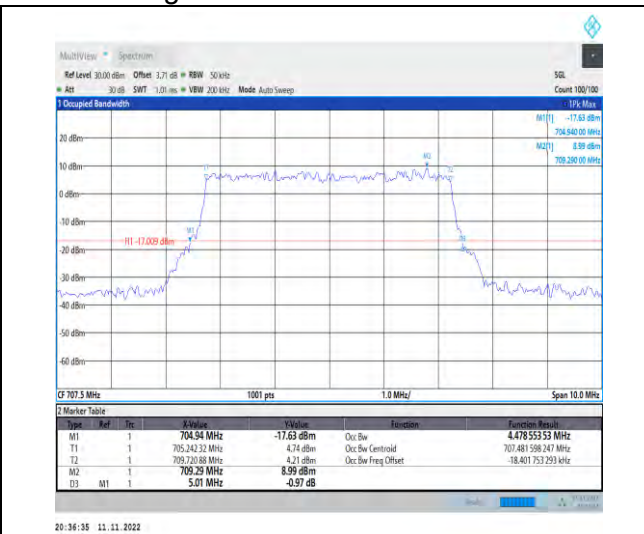 MultiView Spectrum
Ref Level 30.00 dBm Offset 3.71 dB RBW 50 kHz SGL
Att 30 dB SWT 1.01 ms VBW 200 kHz Mode Auto Sweep Count 100/100
1 Occupied Bandwidth 1Pk Max
M1[1] -17.63 dBm
704.940 00 MHz
M2[1] 8.99 dBm
709.290 00 MHz
20 dBm
10 dBm
0 dBm
-10 dBm
-20 dBm
-30 dBm
-40 dBm
-50 dBm
-60 dBm
M2
T1
T2
M1
H1 -17.009 dBm
CF 707.5 MHz 1001 pts 1.0 MHz/ Span 10.0 MHz
2 Marker Table
Type Ref Trc X-Value Y-Value Function Function Result
M1 1 704.94 MHz -17.63 dBm Occ Bw 4.478 553 53 MHz
T1 1 705.242 32 MHz 4.74 dBm Occ Bw Centroid 707.481 598 247 MHz
T2 1 709.720 88 MHz 4.21 dBm Occ Bw Freq Offset -18.401 753 293 kHz
M2 1 709.29 MHz 8.99 dBm
D3 M1 1 5.01 MHz -0.97 dB
20:36:35 11.11.2022